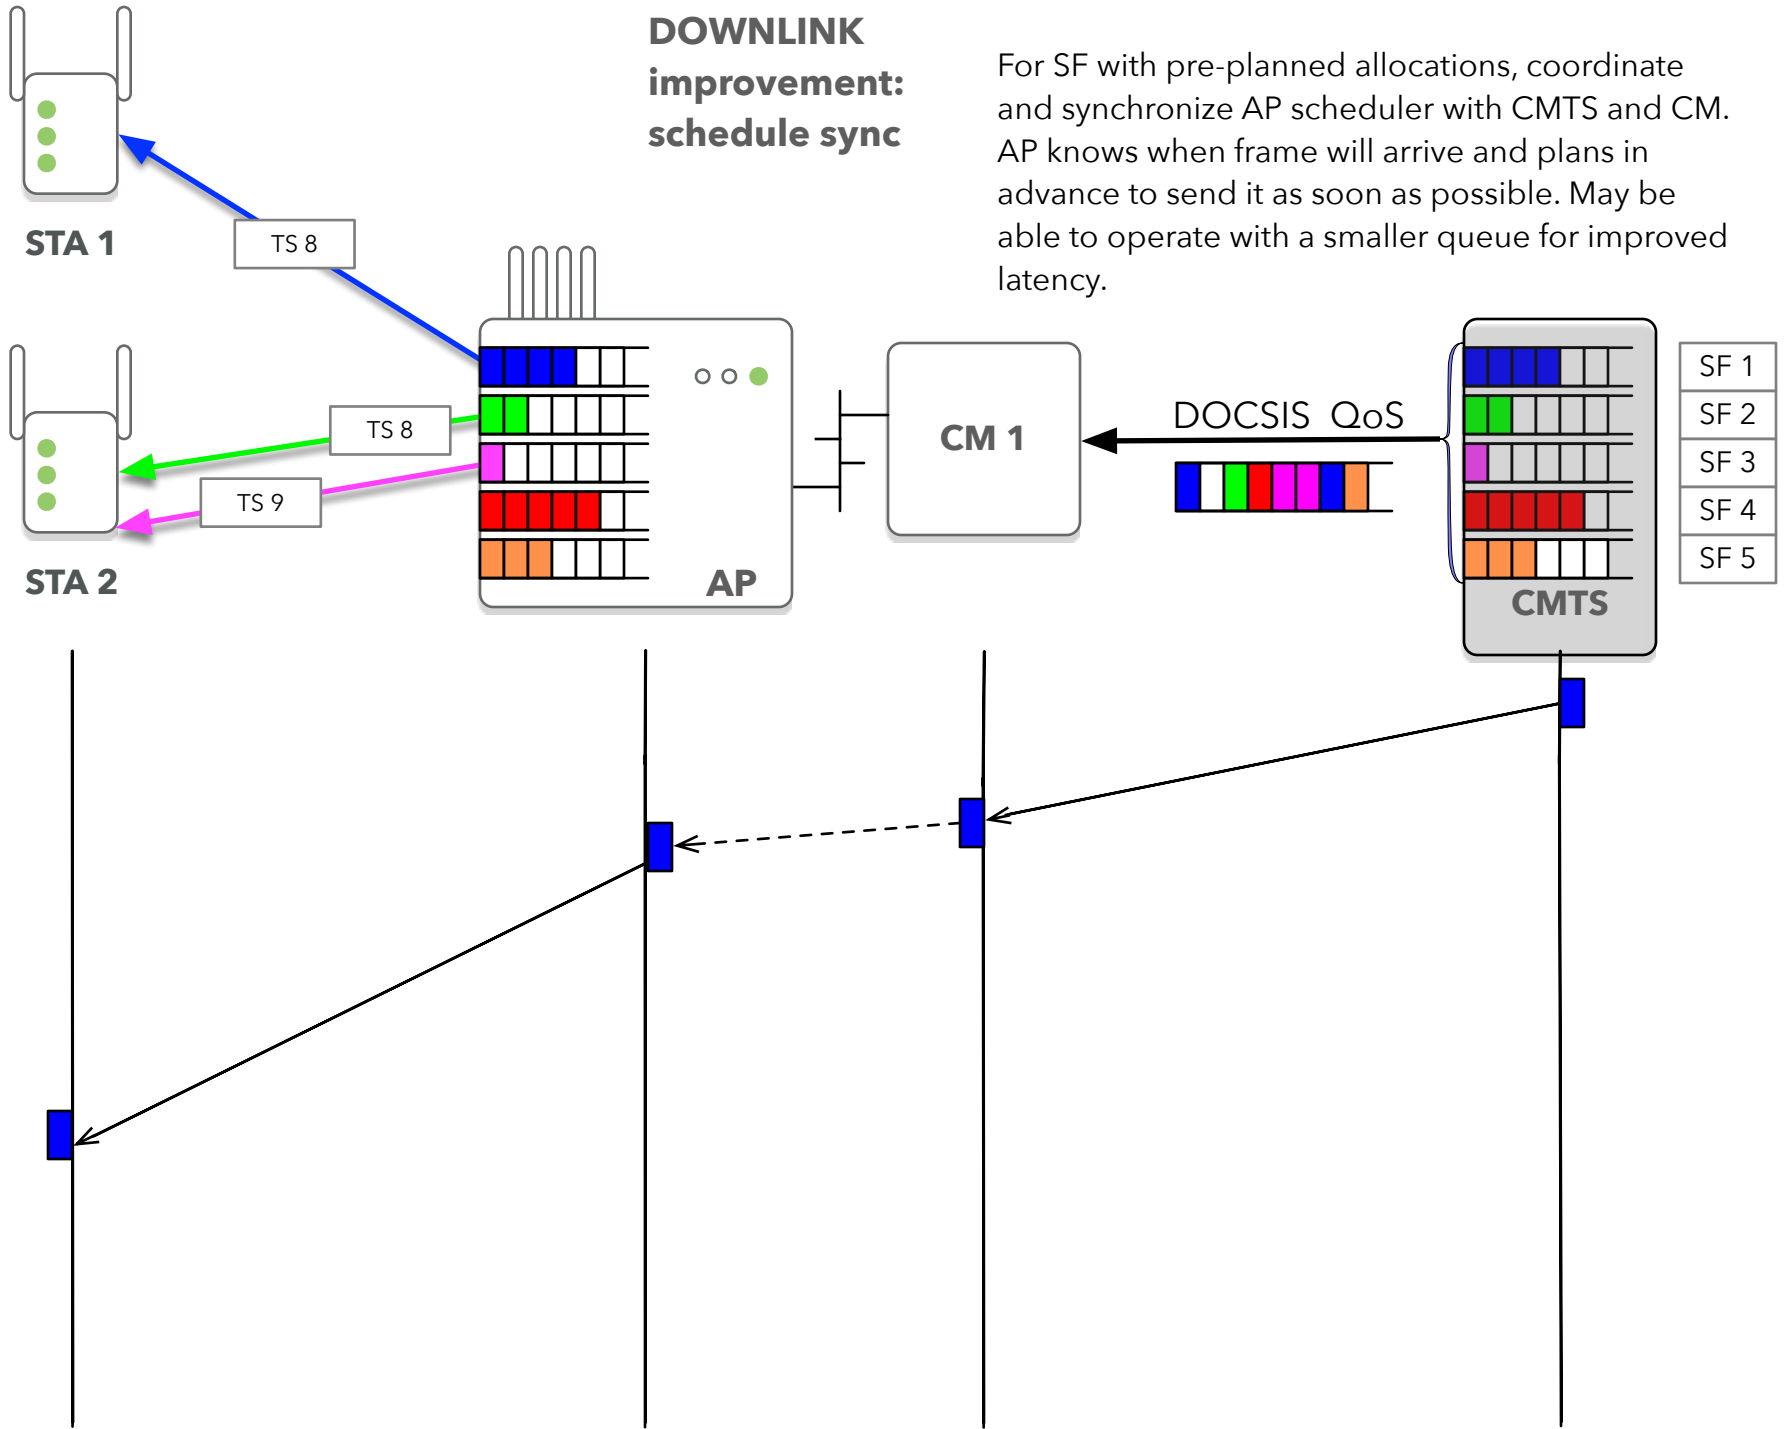 DOWNLINK
improvement:
schedule sync
For SF with pre-planned allocations, coordinate
and synchronize AP scheduler with CMTS and CM.
AP knows when frame will arrive and plans in
advance to send it as soon as possible. May be
able to operate with a smaller queue for improved
latency.
STA 1
TS 8
STA 2
TS 8
TS 9
AP
CM 1
DOCSIS QoS
CMTS
SF 1
SF 2
SF 3
SF 4
SF 5